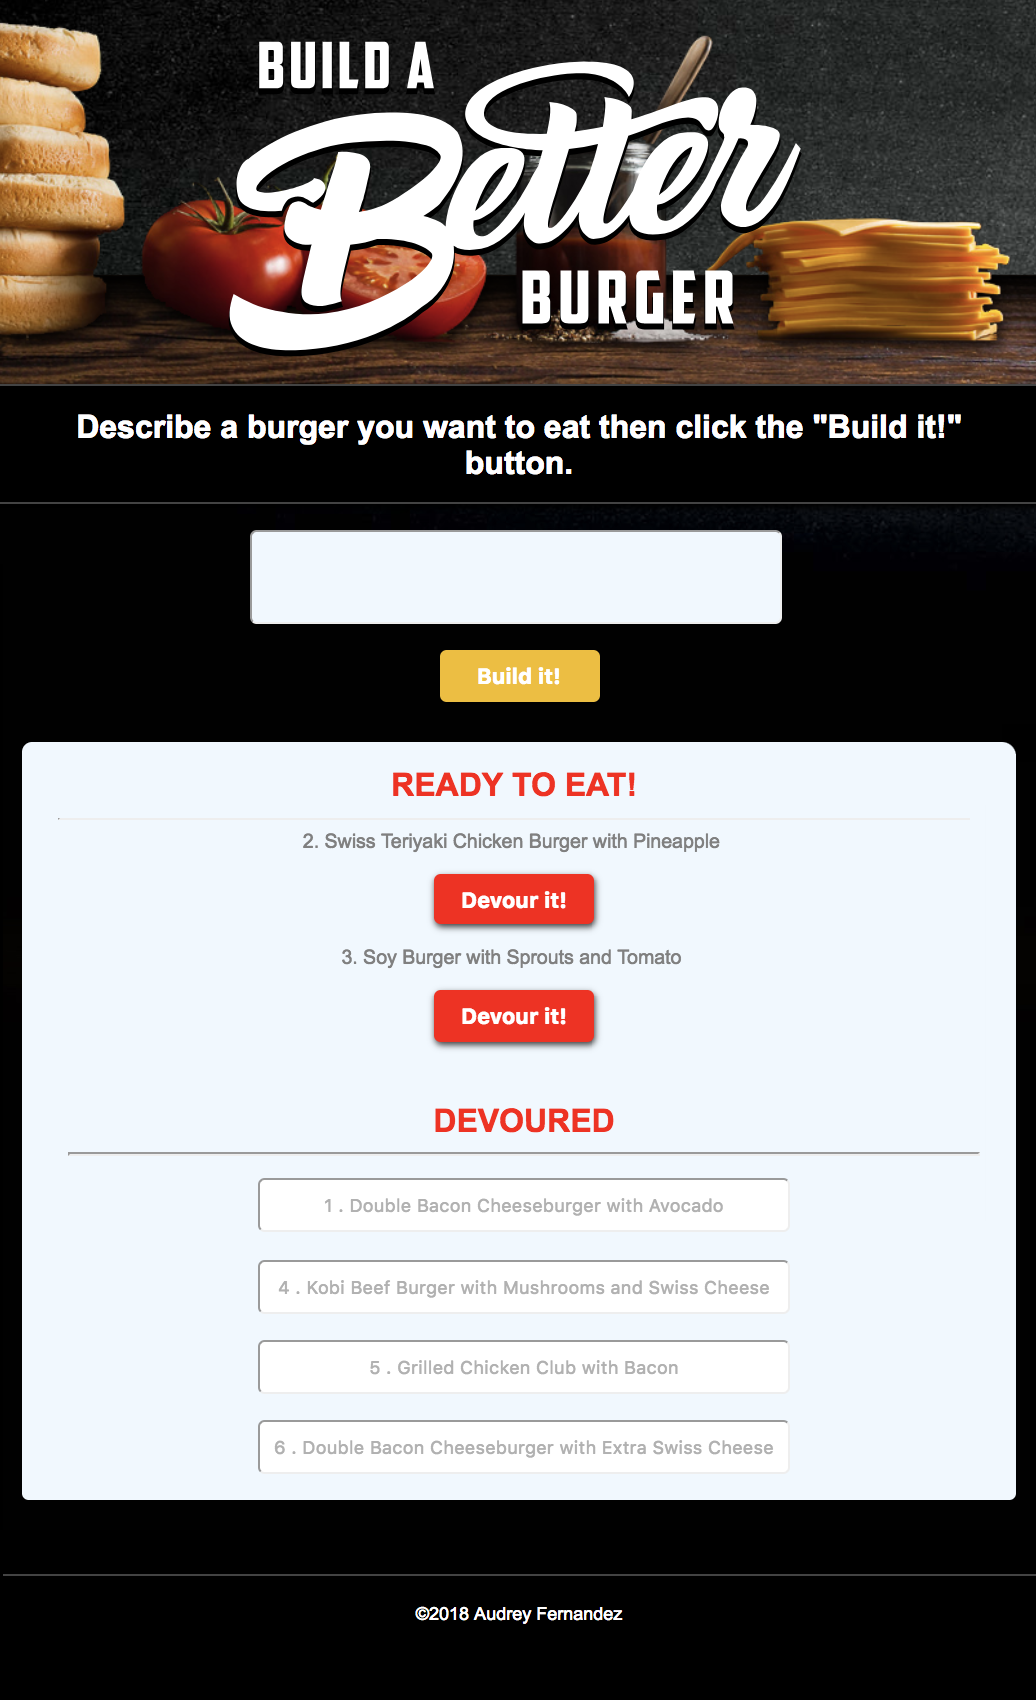 BUILD A
Better
BURGER
Describe a burger you want to eat then click the "Build it!"
button.
Build it!
READY TO EAT!
2. Swiss Teriyaki Chicken Burger with Pineapple
Devour it!
3. Soy Burger with Sprouts and Tomato
Devour it!
DEVOURED
1 . Double Bacon Cheeseburger with Avocado
4 . Kobi Beef Burger with Mushrooms and Swiss Cheese
5 . Grilled Chicken Club with Bacon
6 . Double Bacon Cheeseburger with Extra Swiss Cheese
©2018 Audrey Fernandez